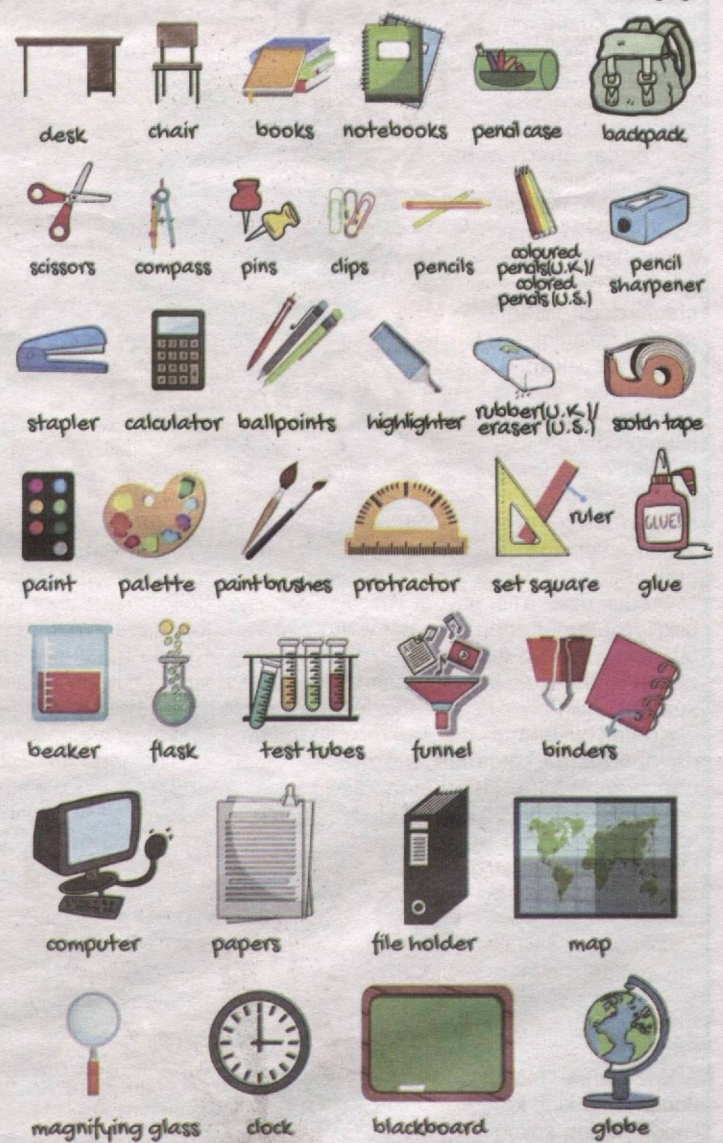 desk chair books notebooks pencil case backpack
scissors compass pins clips pencils coloured pencils(U.K.)/ colored pencils (U.S.) pencil sharpener
stapler calculator ballpoints highlighter rubber(U.K.)/ eraser (U.S.) scotch tape
ruler
GLUE!
paint palette paintbrushes protractor set square glue
beaker flask test tubes funnel binders
computer papers file holder map
magnifying glass clock blackboard globe